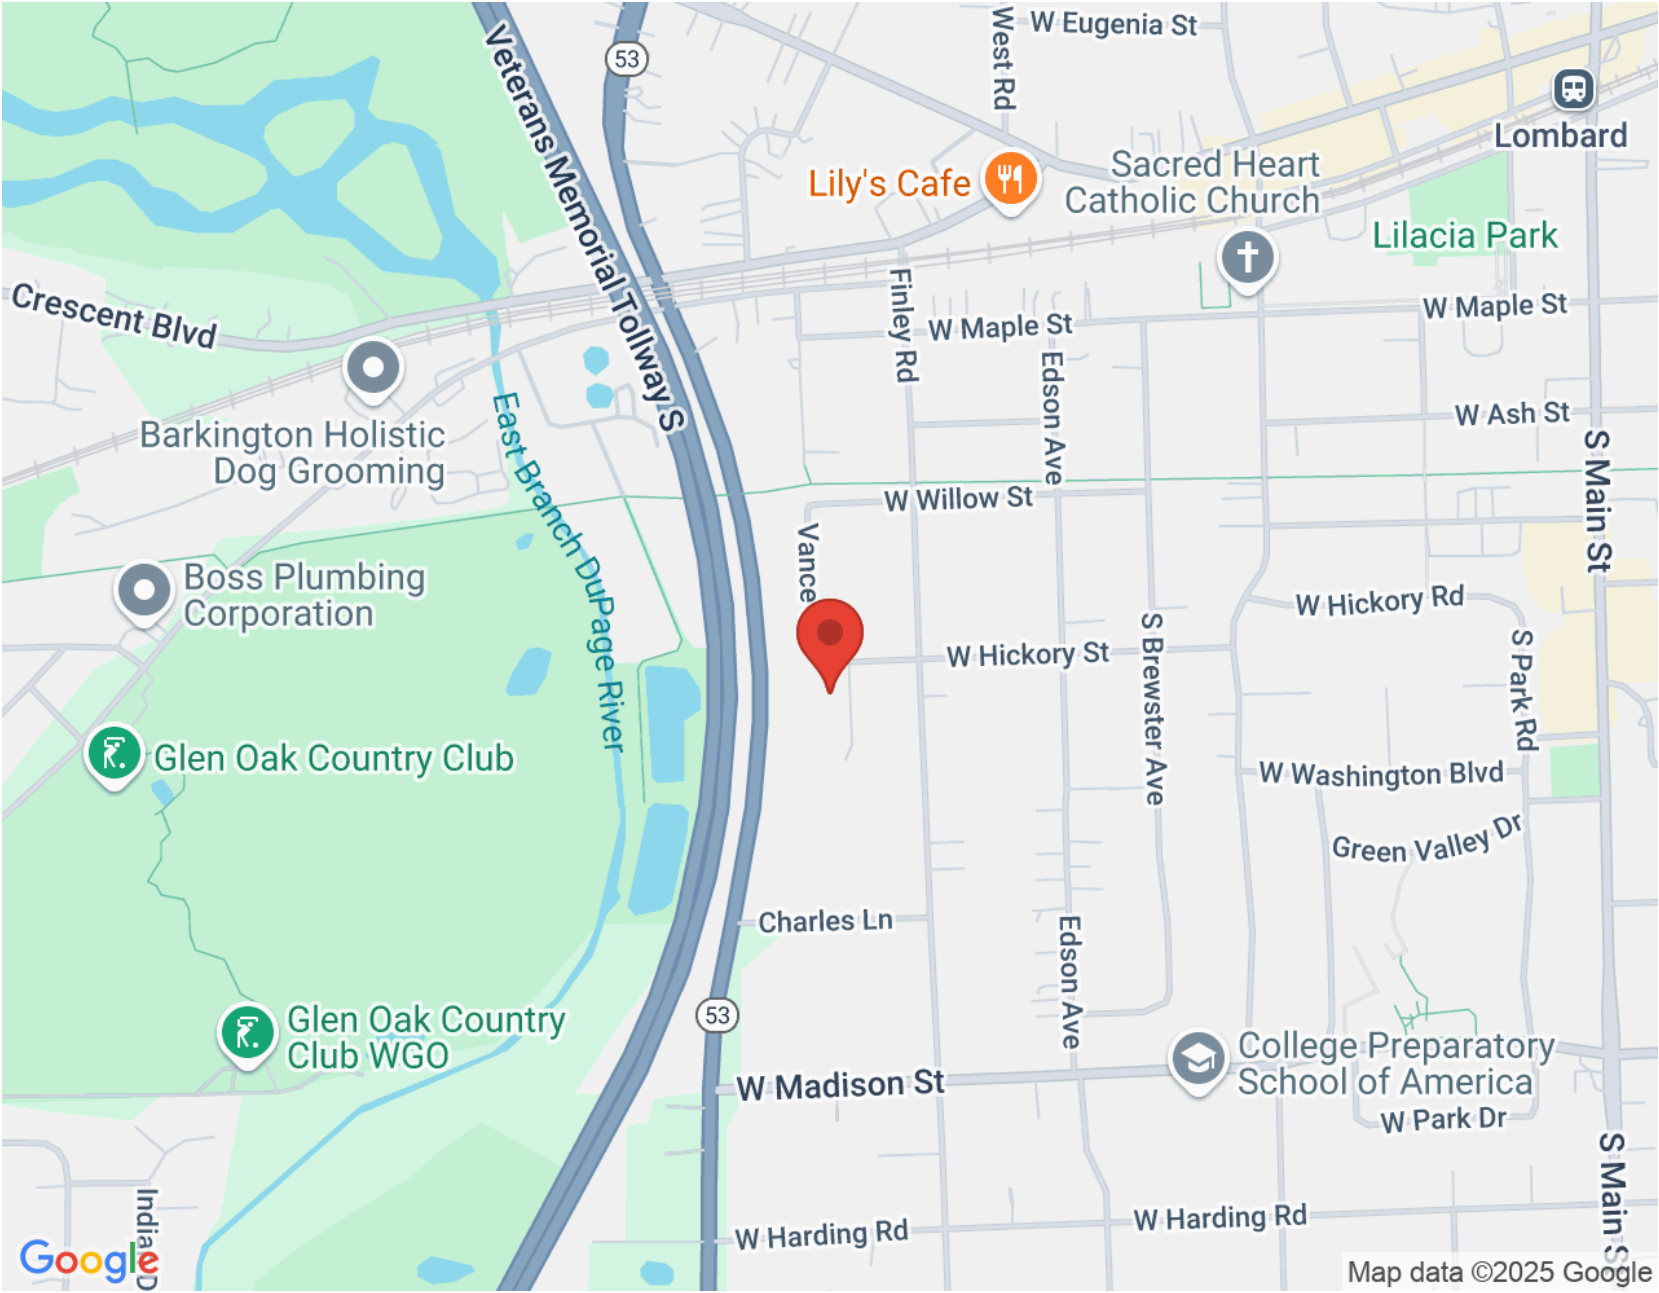 W Eugenia St
West Rd
53
Veterans Memorial Tollway S
Lombard
Lily's Cafe
Sacred Heart
Catholic Church
Lilacia Park
Crescent Blvd
Finley Rd
W Maple St
W Maple St
Edson Ave
W Ash St
Barkington Holistic
Dog Grooming
East Branch DuPage River
S Main St
W Willow St
Vance
Boss Plumbing
Corporation
W Hickory Rd
W Hickory St
S Brewster Ave
S Park Rd
Glen Oak Country Club
W Washington Blvd
Green Valley Dr
Charles Ln
Edson Ave
53
Glen Oak Country
Club WGO
College Preparatory
School of America
W Madison St
W Park Dr
S Main S
W Harding Rd
W Harding Rd
Indian D
Google
Map data ©2025 Google